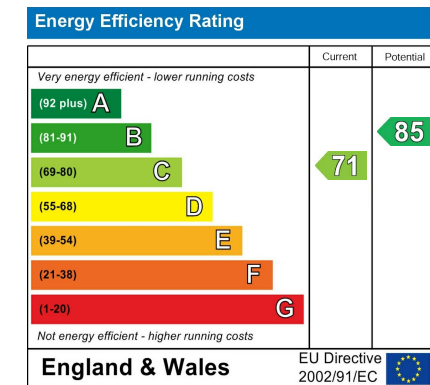 Energy Efficiency Rating
Current Potential
Very energy efficient - lower running costs
(92 plus) A
(81-91) B
85
(69-80) C
71
(55-68) D
(39-54) E
(21-38) F
(1-20) G
Not energy efficient - higher running costs
England & Wales
EU Directive
2002/91/EC